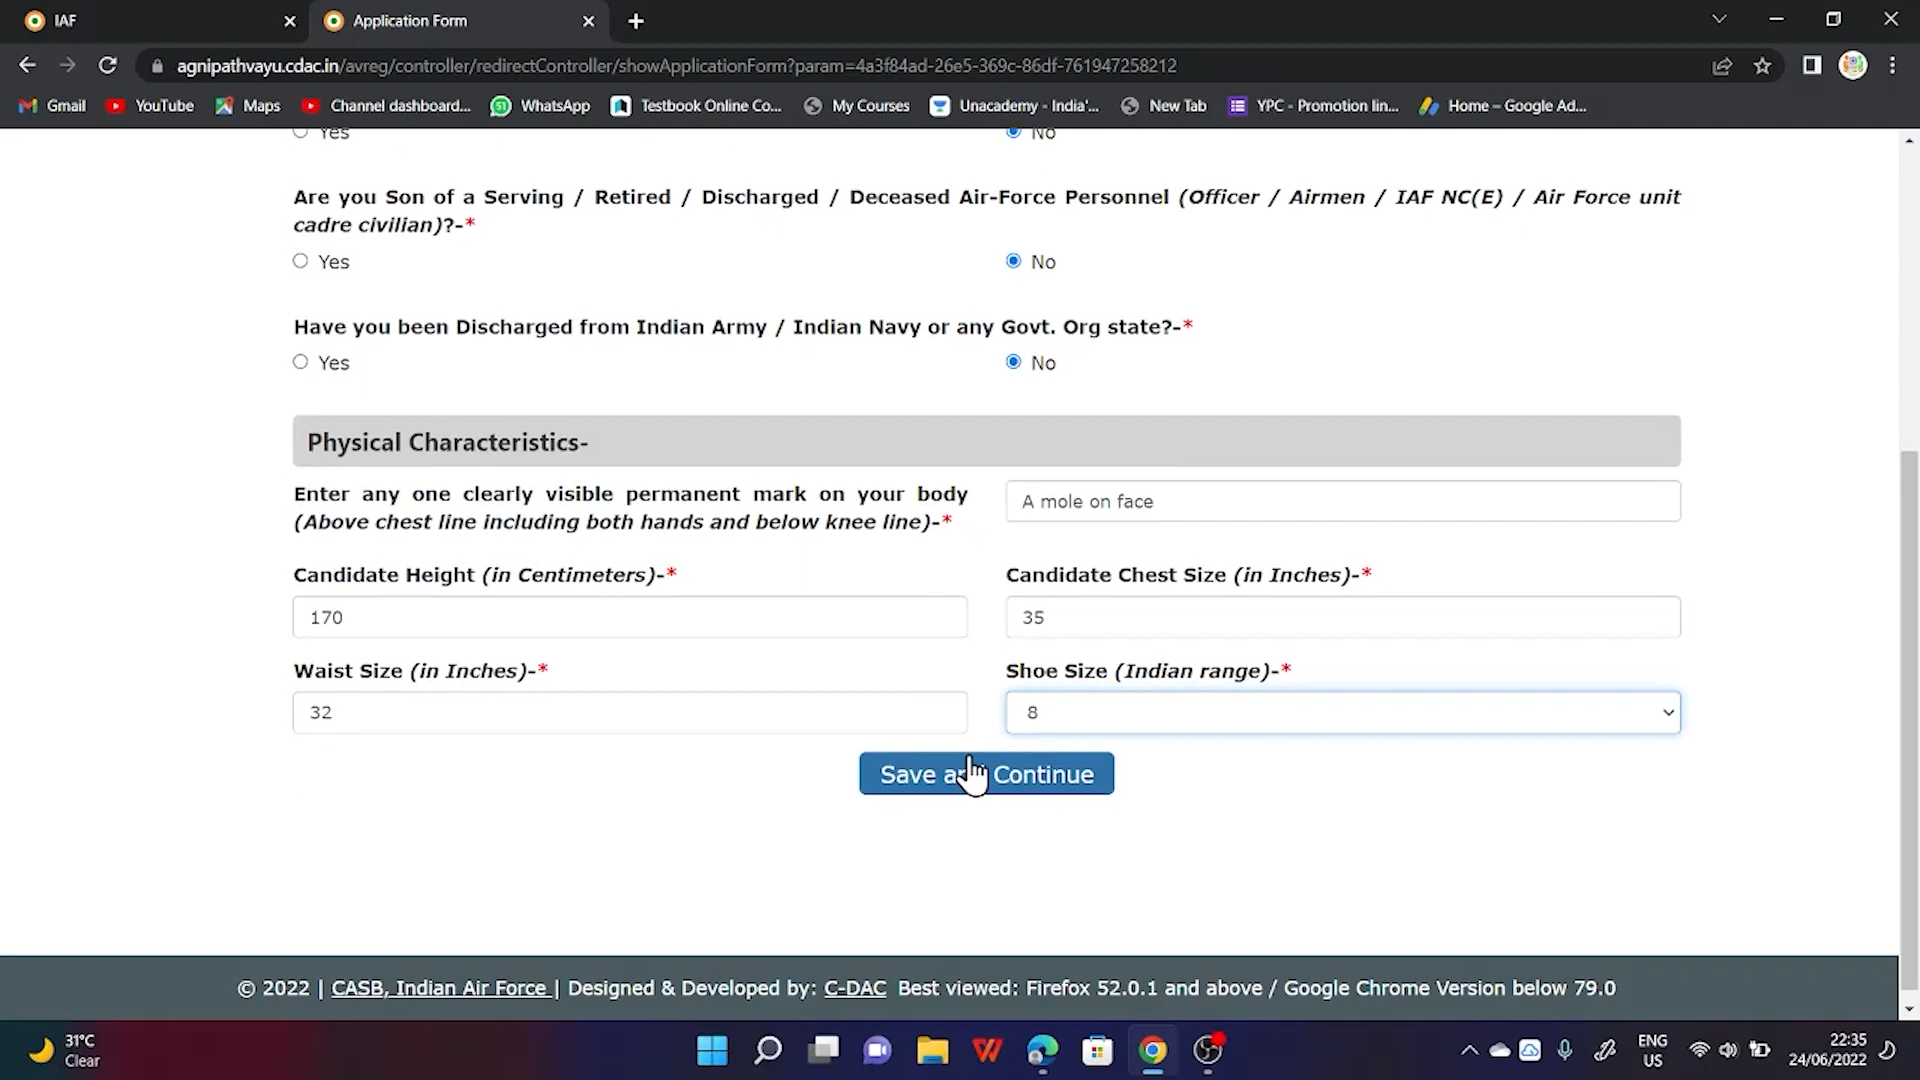 IAF
Application Form
agnipathvayu.cdac.in/avreg/controller/redirectController/showApplicationForm?param=4a3f84ad-26e5-369c-86df-761947258212
Gmail
YouTube
Maps
Channel dashboard...
WhatsApp
Testbook Online Co...
My Courses
Unacademy - India'...
New Tab
YPC - Promotion lin...
Home – Google Ad...
Yes
No
Are you Son of a Serving / Retired / Discharged / Deceased Air-Force Personnel (Officer / Airmen / IAF NC(E) / Air Force unit
cadre civilian)?-*
Yes
No
Have you been Discharged from Indian Army / Indian Navy or any Govt. Org state?-*
Yes
No
Physical Characteristics-
Enter any one clearly visible permanent mark on your body
(Above chest line including both hands and below knee line)-*
A mole on face
Candidate Height (in Centimeters)-*
Candidate Chest Size (in Inches)-*
170
35
Waist Size (in Inches)-*
Shoe Size (Indian range)-*
32
8
Save and Continue
© 2022 | CASB, Indian Air Force | Designed & Developed by: C-DAC Best viewed: Firefox 52.0.1 and above / Google Chrome Version below 79.0
31°C
Clear
ENG
US
22:35
24/06/2022